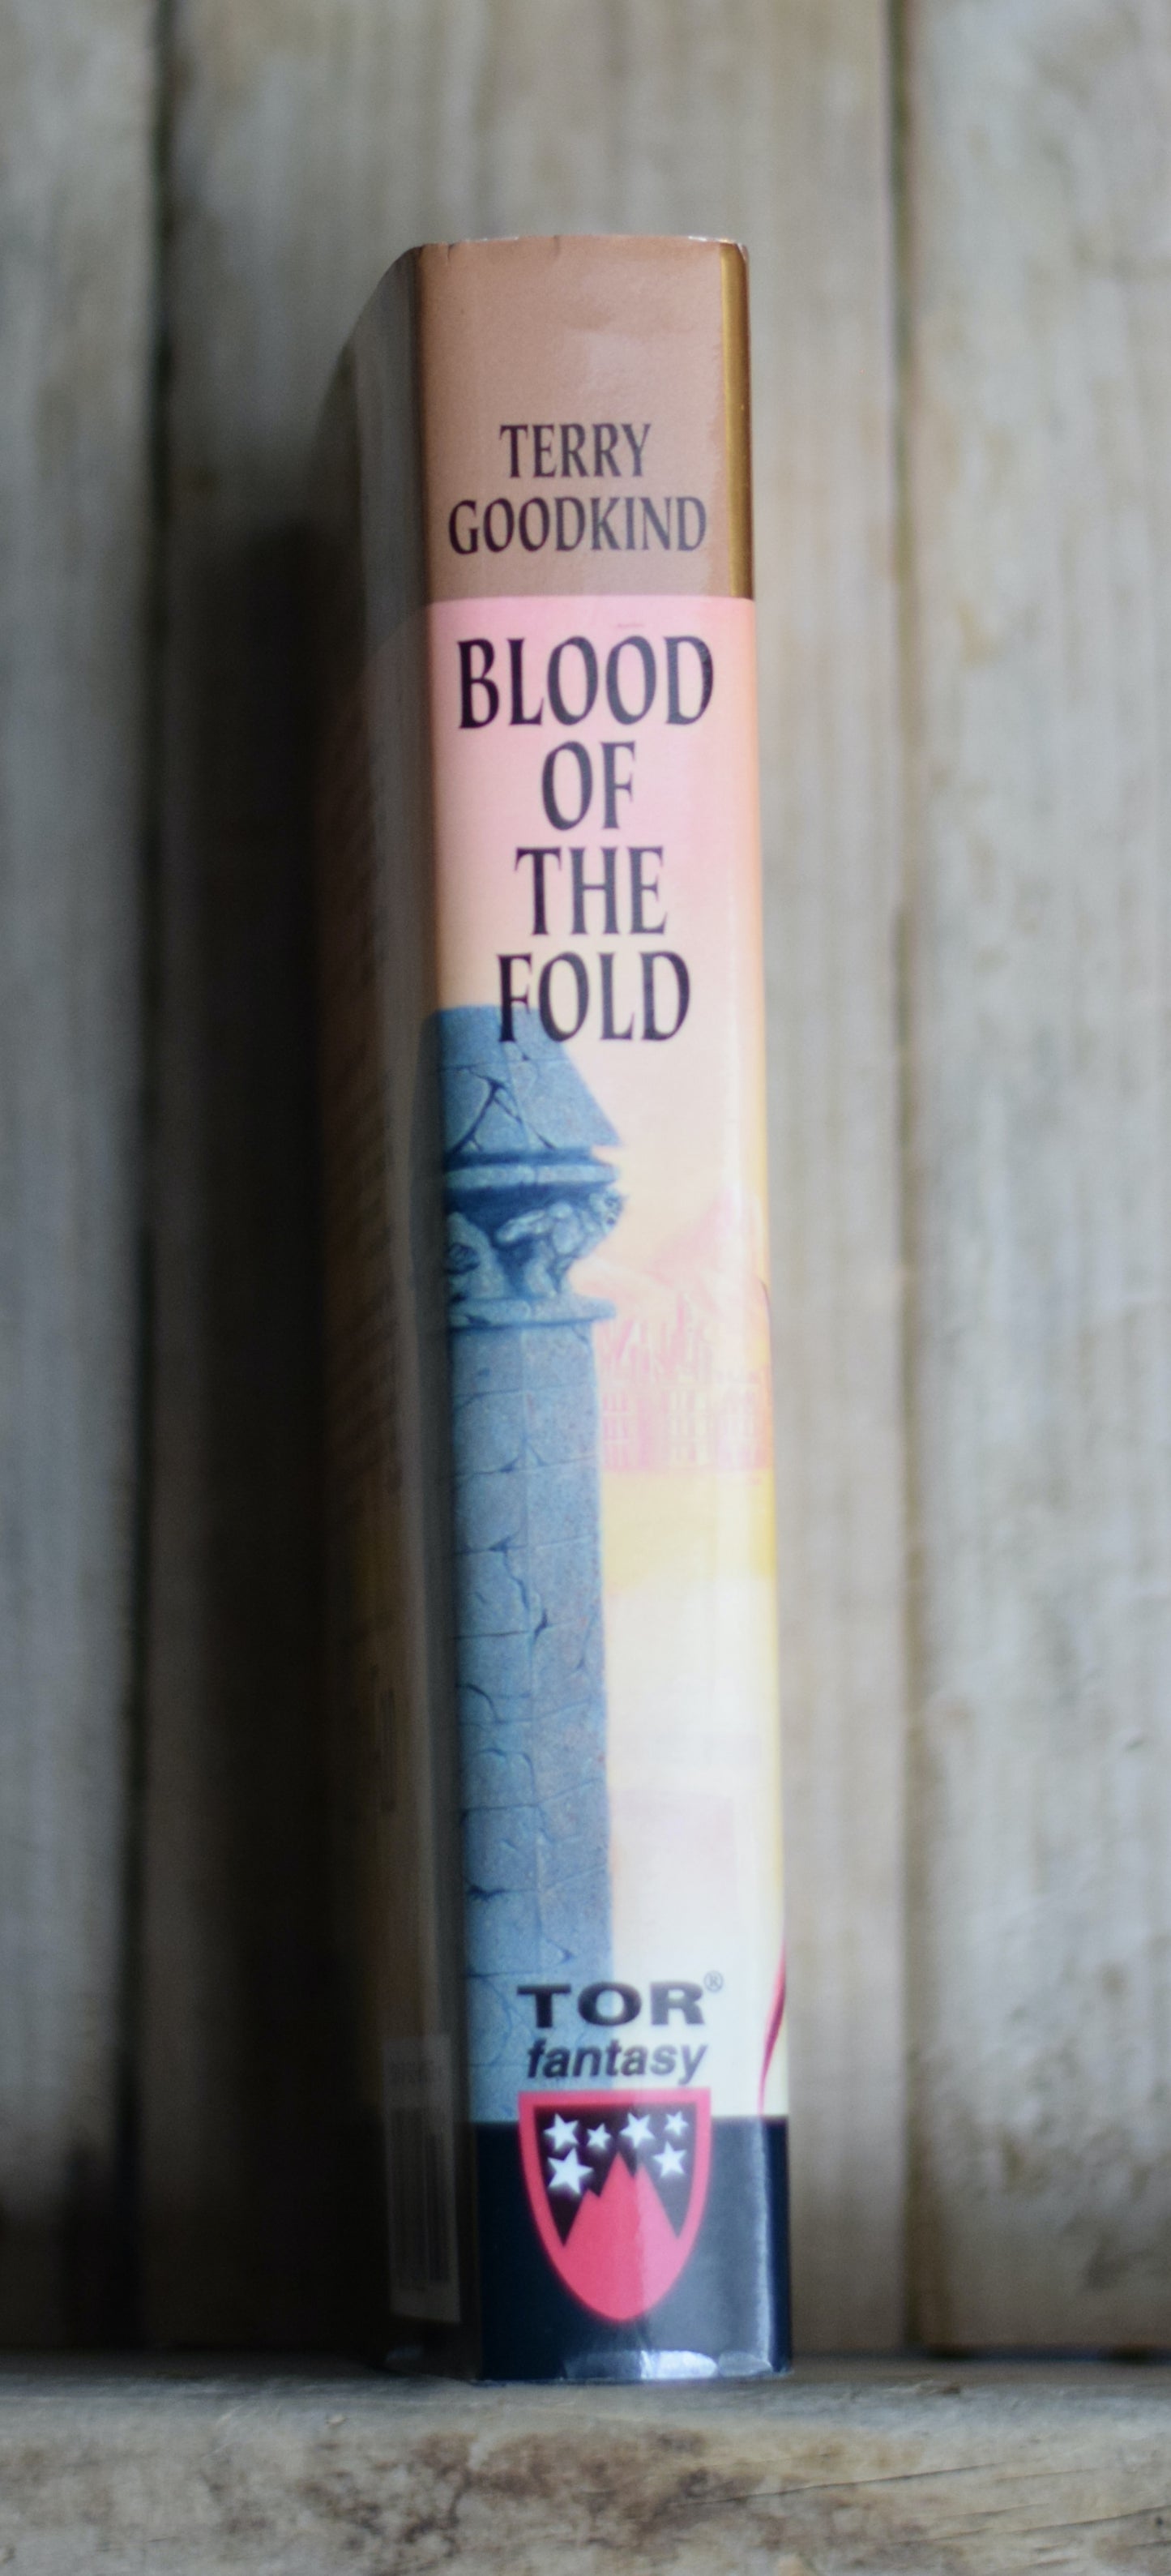 TERRY
GOODKIND
BLOOD
OF
THE
FOLD
TOR®
fantasy